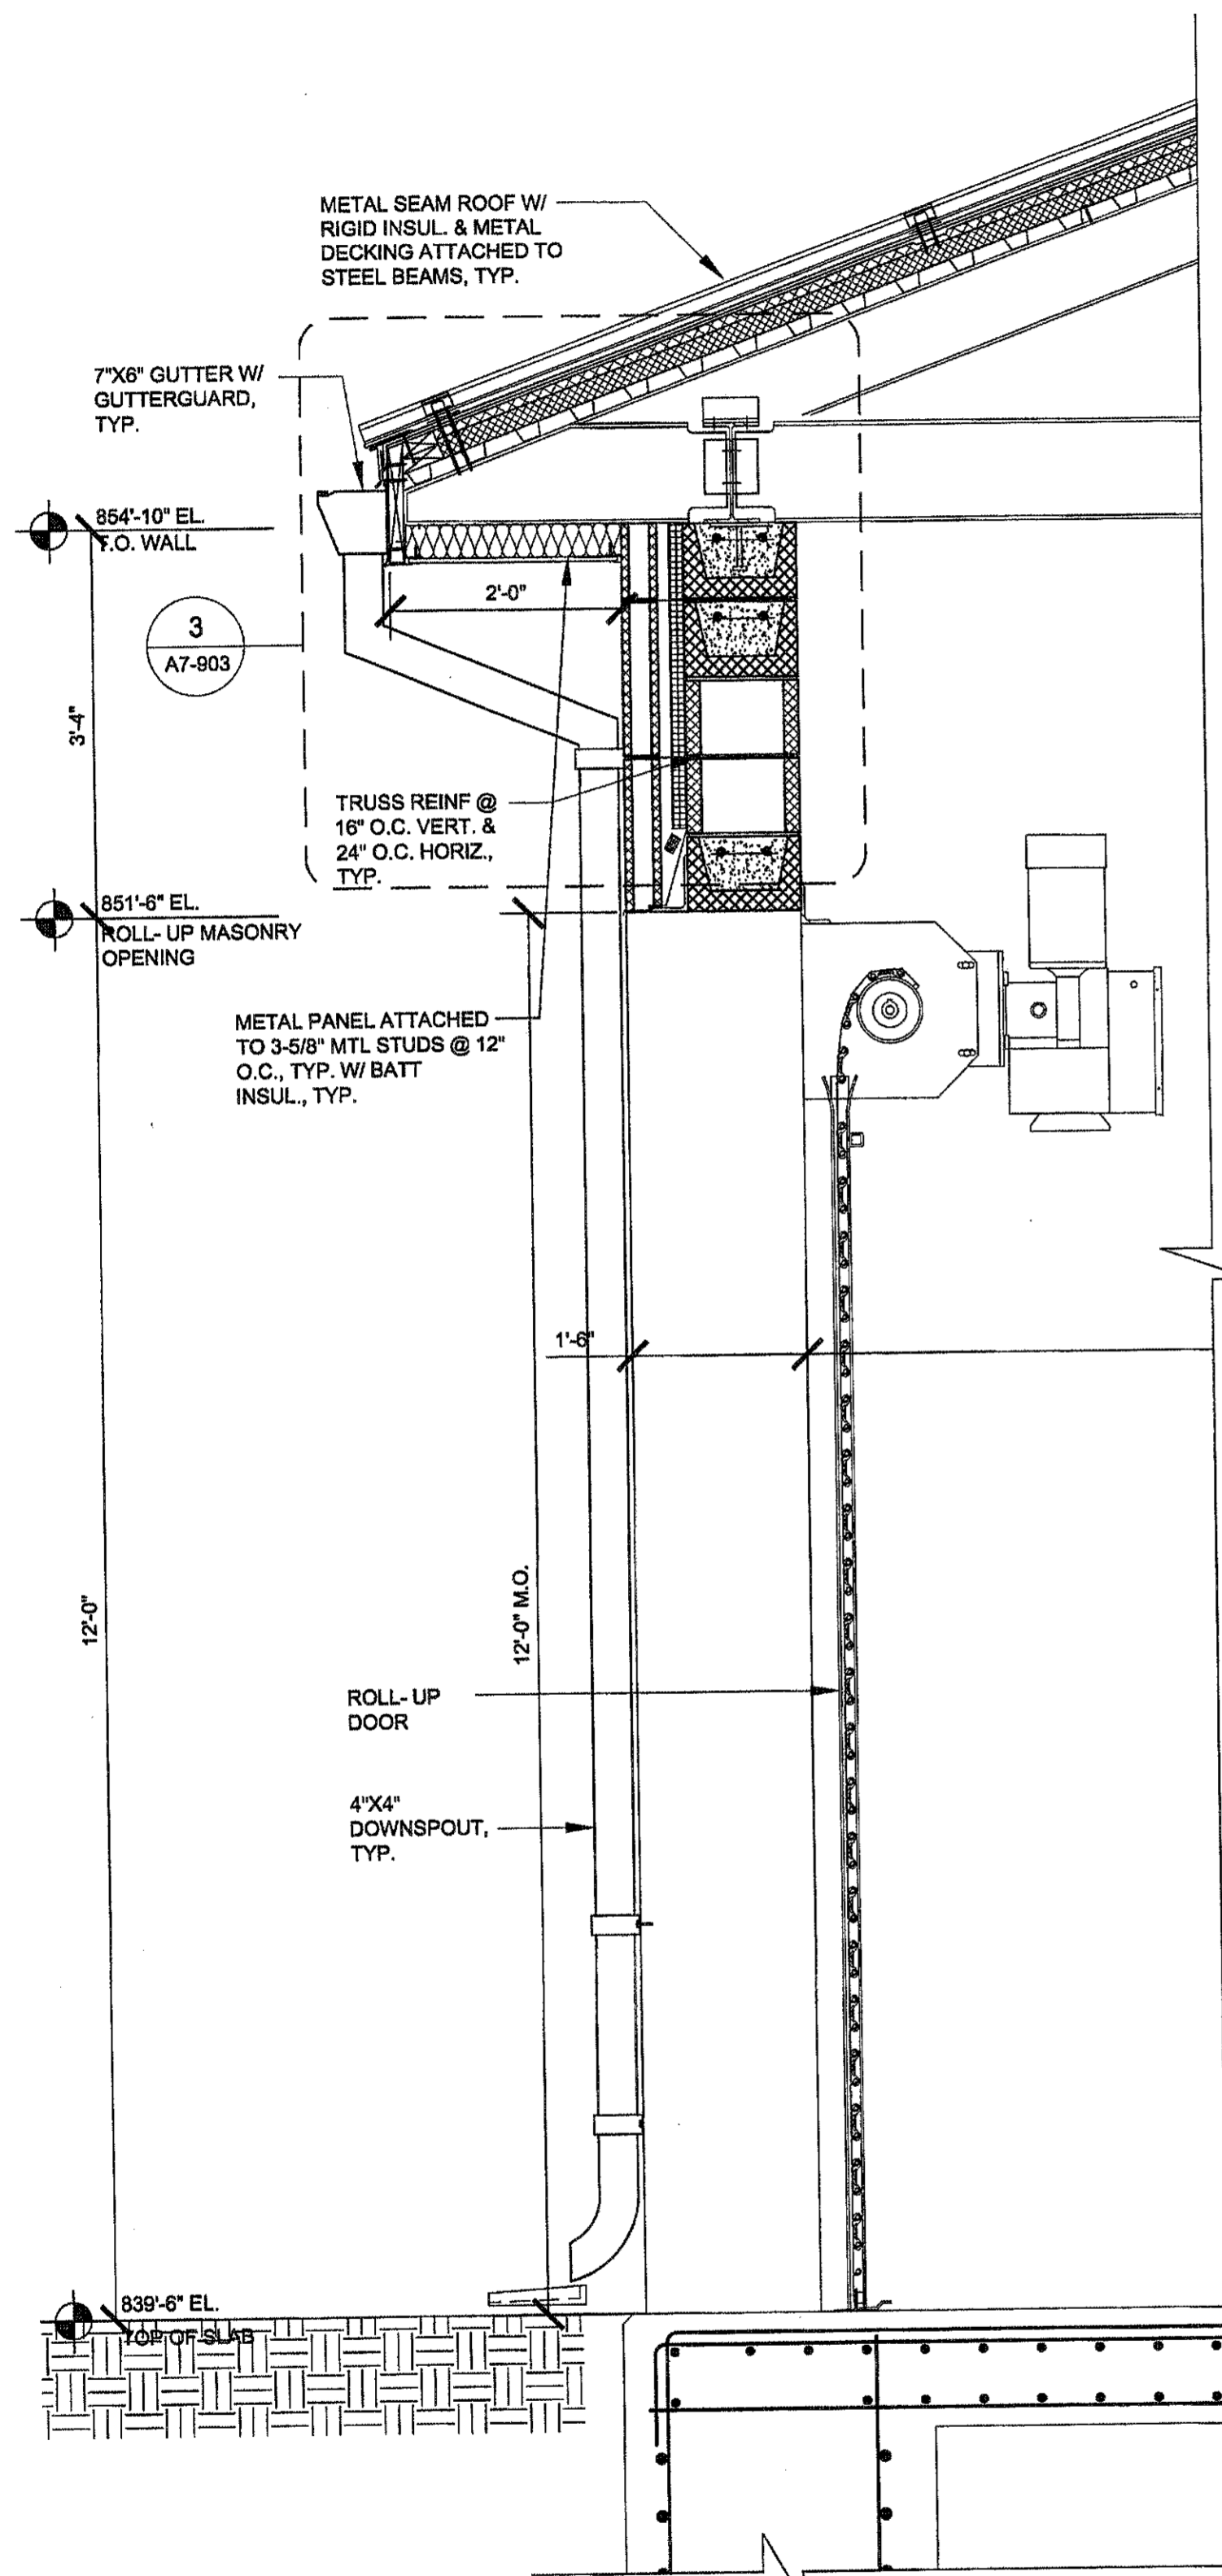 METAL SEAM ROOF W/
RIGID INSUL. & METAL
DECKING ATTACHED TO
STEEL BEAMS, TYP.
7"X6" GUTTER W/
GUTTERGUARD,
TYP.
854'-10" EL.
T.O. WALL
2'-0"
3
A7-903
3'-4"
TRUSS REINF @
16" O.C. VERT. &
24" O.C. HORIZ.,
TYP.
851'-6" EL.
ROLL- UP MASONRY
OPENING
METAL PANEL ATTACHED
TO 3-5/8" MTL STUDS @ 12"
O.C., TYP. W/ BATT
INSUL., TYP.
1'-6"
12'-0"
12'-0" M.O.
ROLL- UP
DOOR
4"X4"
DOWNSPOUT,
TYP.
839'-6" EL.
TOP OF SLAB